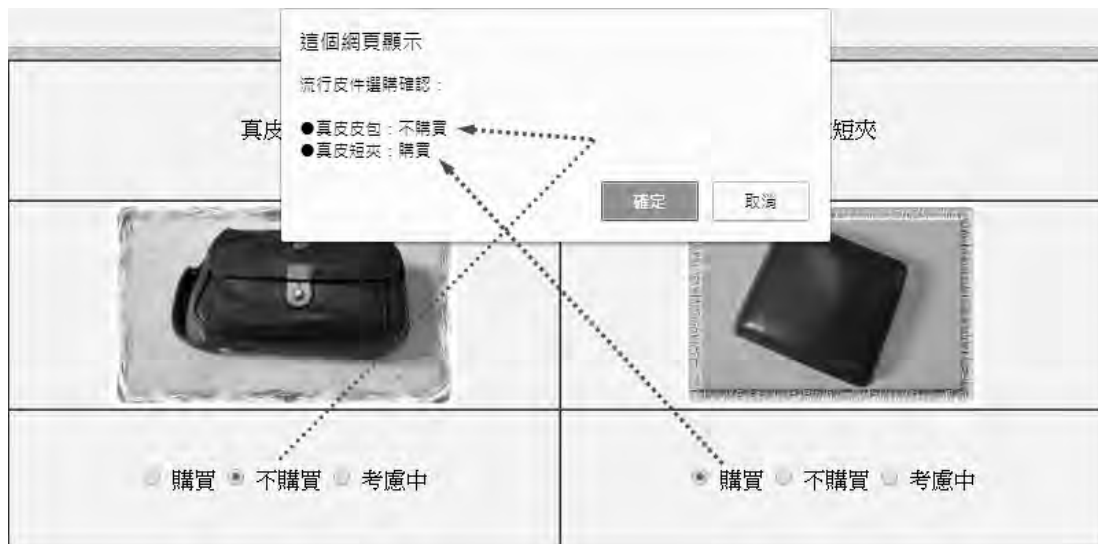 這個網頁顯示
流行皮件選購確認：
●真皮皮包：不購買
●真皮短夾：購買
確定 取消
真皮 短夾
購買 不購買 考慮中 購買 不購買 考慮中